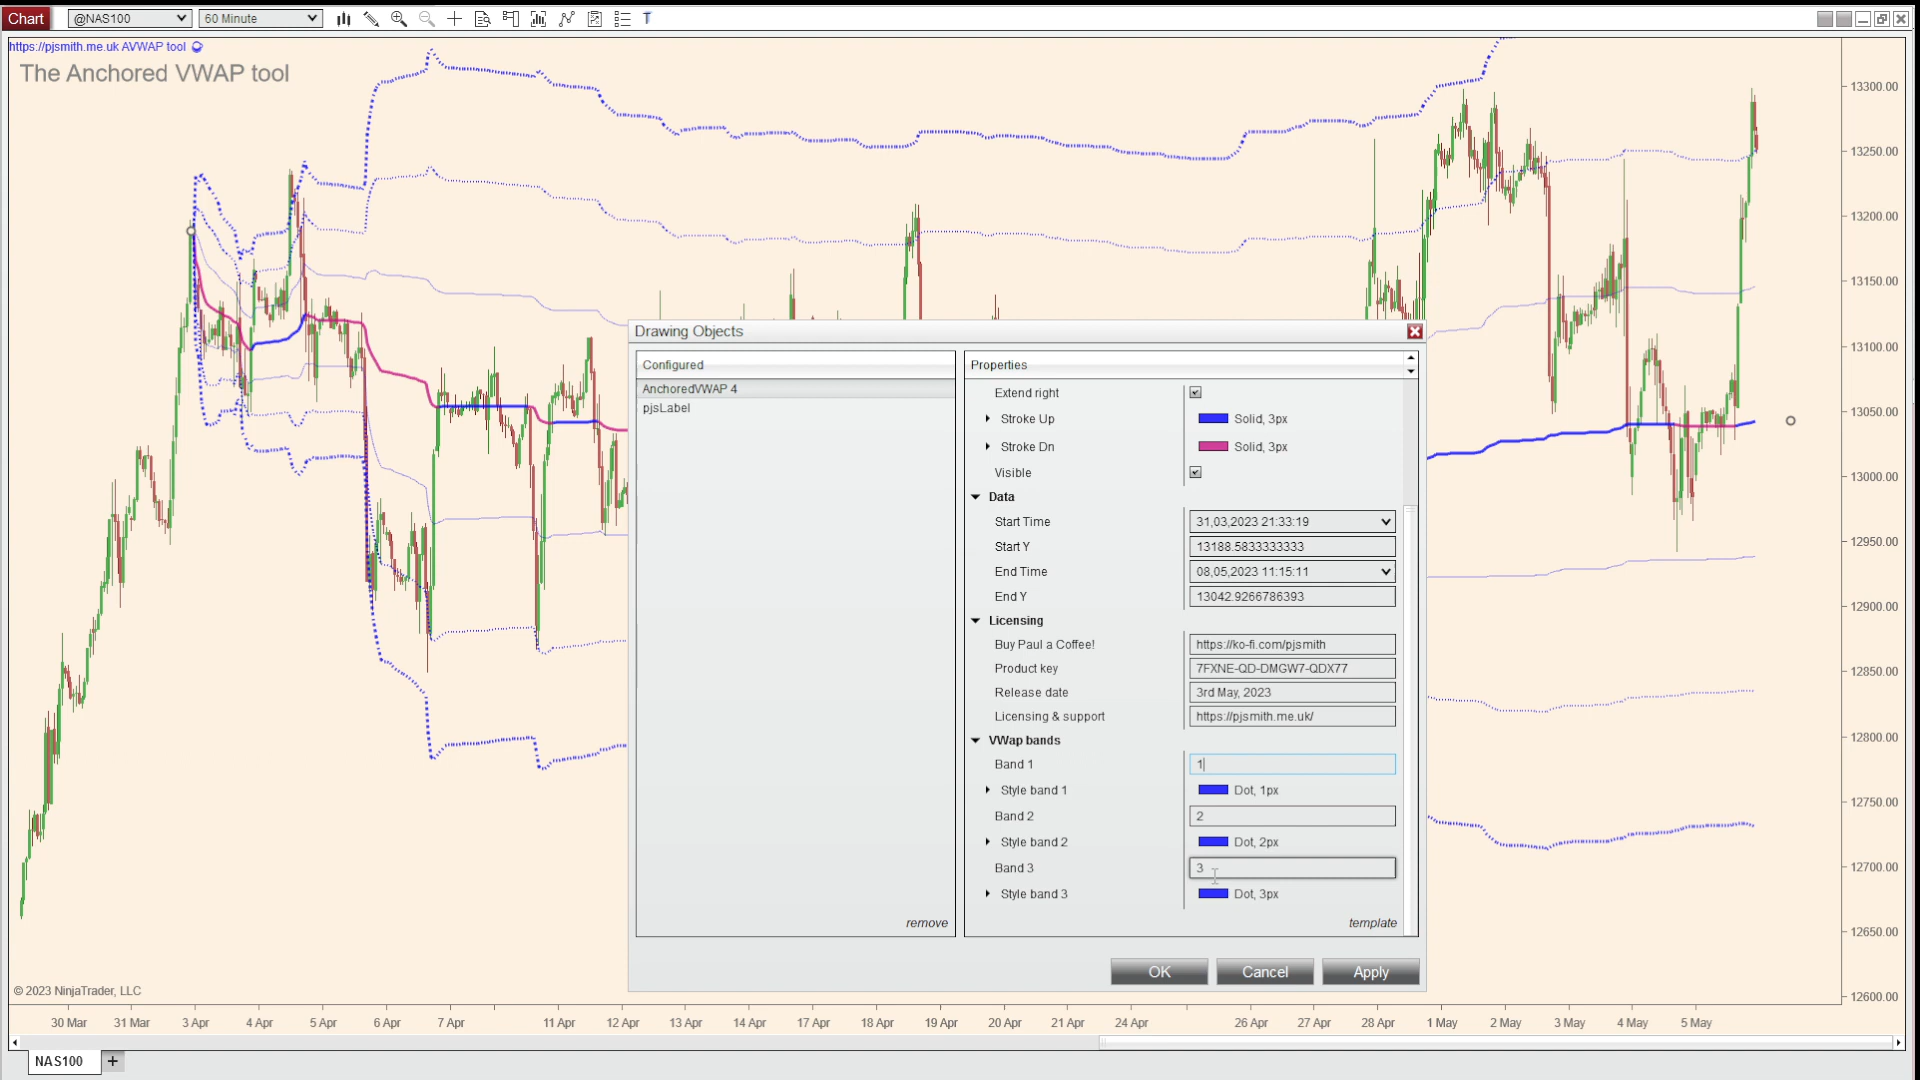 Chart @NAS100 60 Minute T
https://pjsmith.me.uk AVWAP tool
The Anchored VWAP tool
13300.00
13250.00
13200.00
13150.00
13100.00
13050.00
13000.00
12950.00
12900.00
12850.00
12800.00
12750.00
12700.00
12650.00
12600.00
Drawing Objects
Configured
AnchoredVWAP 4
pjsLabel
remove
Properties
Extend right
Stroke Up Solid, 3px
Stroke Dn Solid, 3px
Visible
Data
Start Time 31,03,2023 21:33:19
Start Y 13188.5833333333
End Time 08,05,2023 11:15:11
End Y 13042.9266786393
Licensing
Buy Paul a Coffee! https://ko-fi.com/pjsmith
Product key 7FXNE-QD-DMGW7-QDX77
Release date 3rd May, 2023
Licensing & support https://pjsmith.me.uk/
VWap bands
Band 1 1
Style band 1 Dot, 1px
Band 2 2
Style band 2 Dot, 2px
Band 3 3
Style band 3 Dot, 3px
template
OK Cancel Apply
© 2023 NinjaTrader, LLC
30 Mar 31 Mar 3 Apr 4 Apr 5 Apr 6 Apr 7 Apr 11 Apr 12 Apr 13 Apr 14 Apr 17 Apr 18 Apr 19 Apr 20 Apr 21 Apr 24 Apr 26 Apr 27 Apr 28 Apr 1 May 2 May 3 May 4 May 5 May
NAS100 +